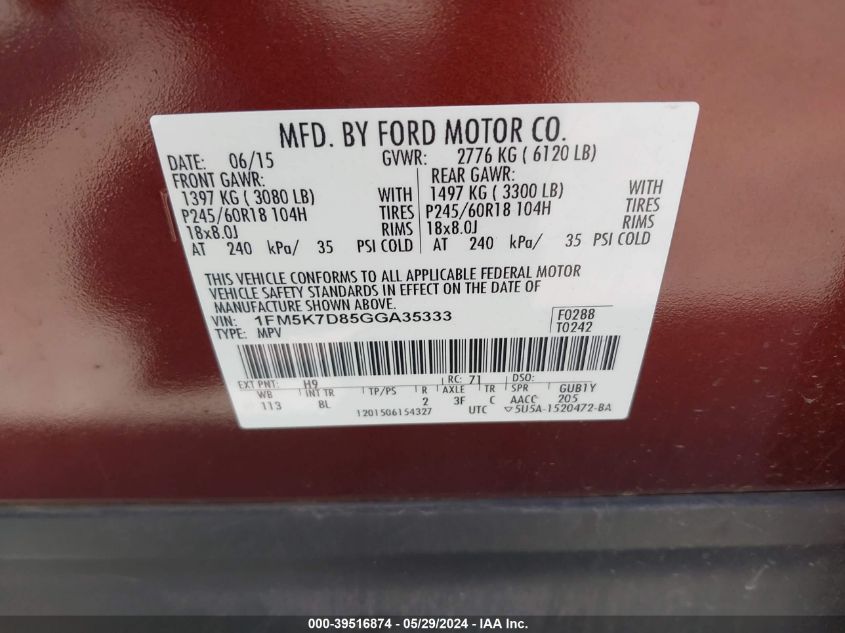 MFD. BY FORD MOTOR CO.
DATE: 06/15 GVWR: 2776 KG ( 6120 LB)
FRONT GAWR: REAR GAWR:
1397 KG ( 3080 LB) WITH 1497 KG ( 3300 LB) WITH
P245/60R18 104H TIRES P245/60R18 104H TIRES
18x8.0J RIMS 18x8.0J RIMS
AT 240 kPa/ 35 PSI COLD AT 240 kPa/ 35 PSI COLD
THIS VEHICLE CONFORMS TO ALL APPLICABLE FEDERAL MOTOR
VEHICLE SAFETY STANDARDS IN EFFECT ON THE DATE OF
MANUFACTURE SHOWN ABOVE.
VIN: 1FM5K7D85GGA35333 F0288
TYPE: MPV T0242
EXT PNT: H9 RC: 71 DSO:
WB INT TR TP/PS R AXLE TR SPR GUB1Y
113 8L 2 3F C AACC 205
1201506154327 UTC ▽5U5A-1520472-BA
000-39516874 / 05/29/2024 - IAA Inc.